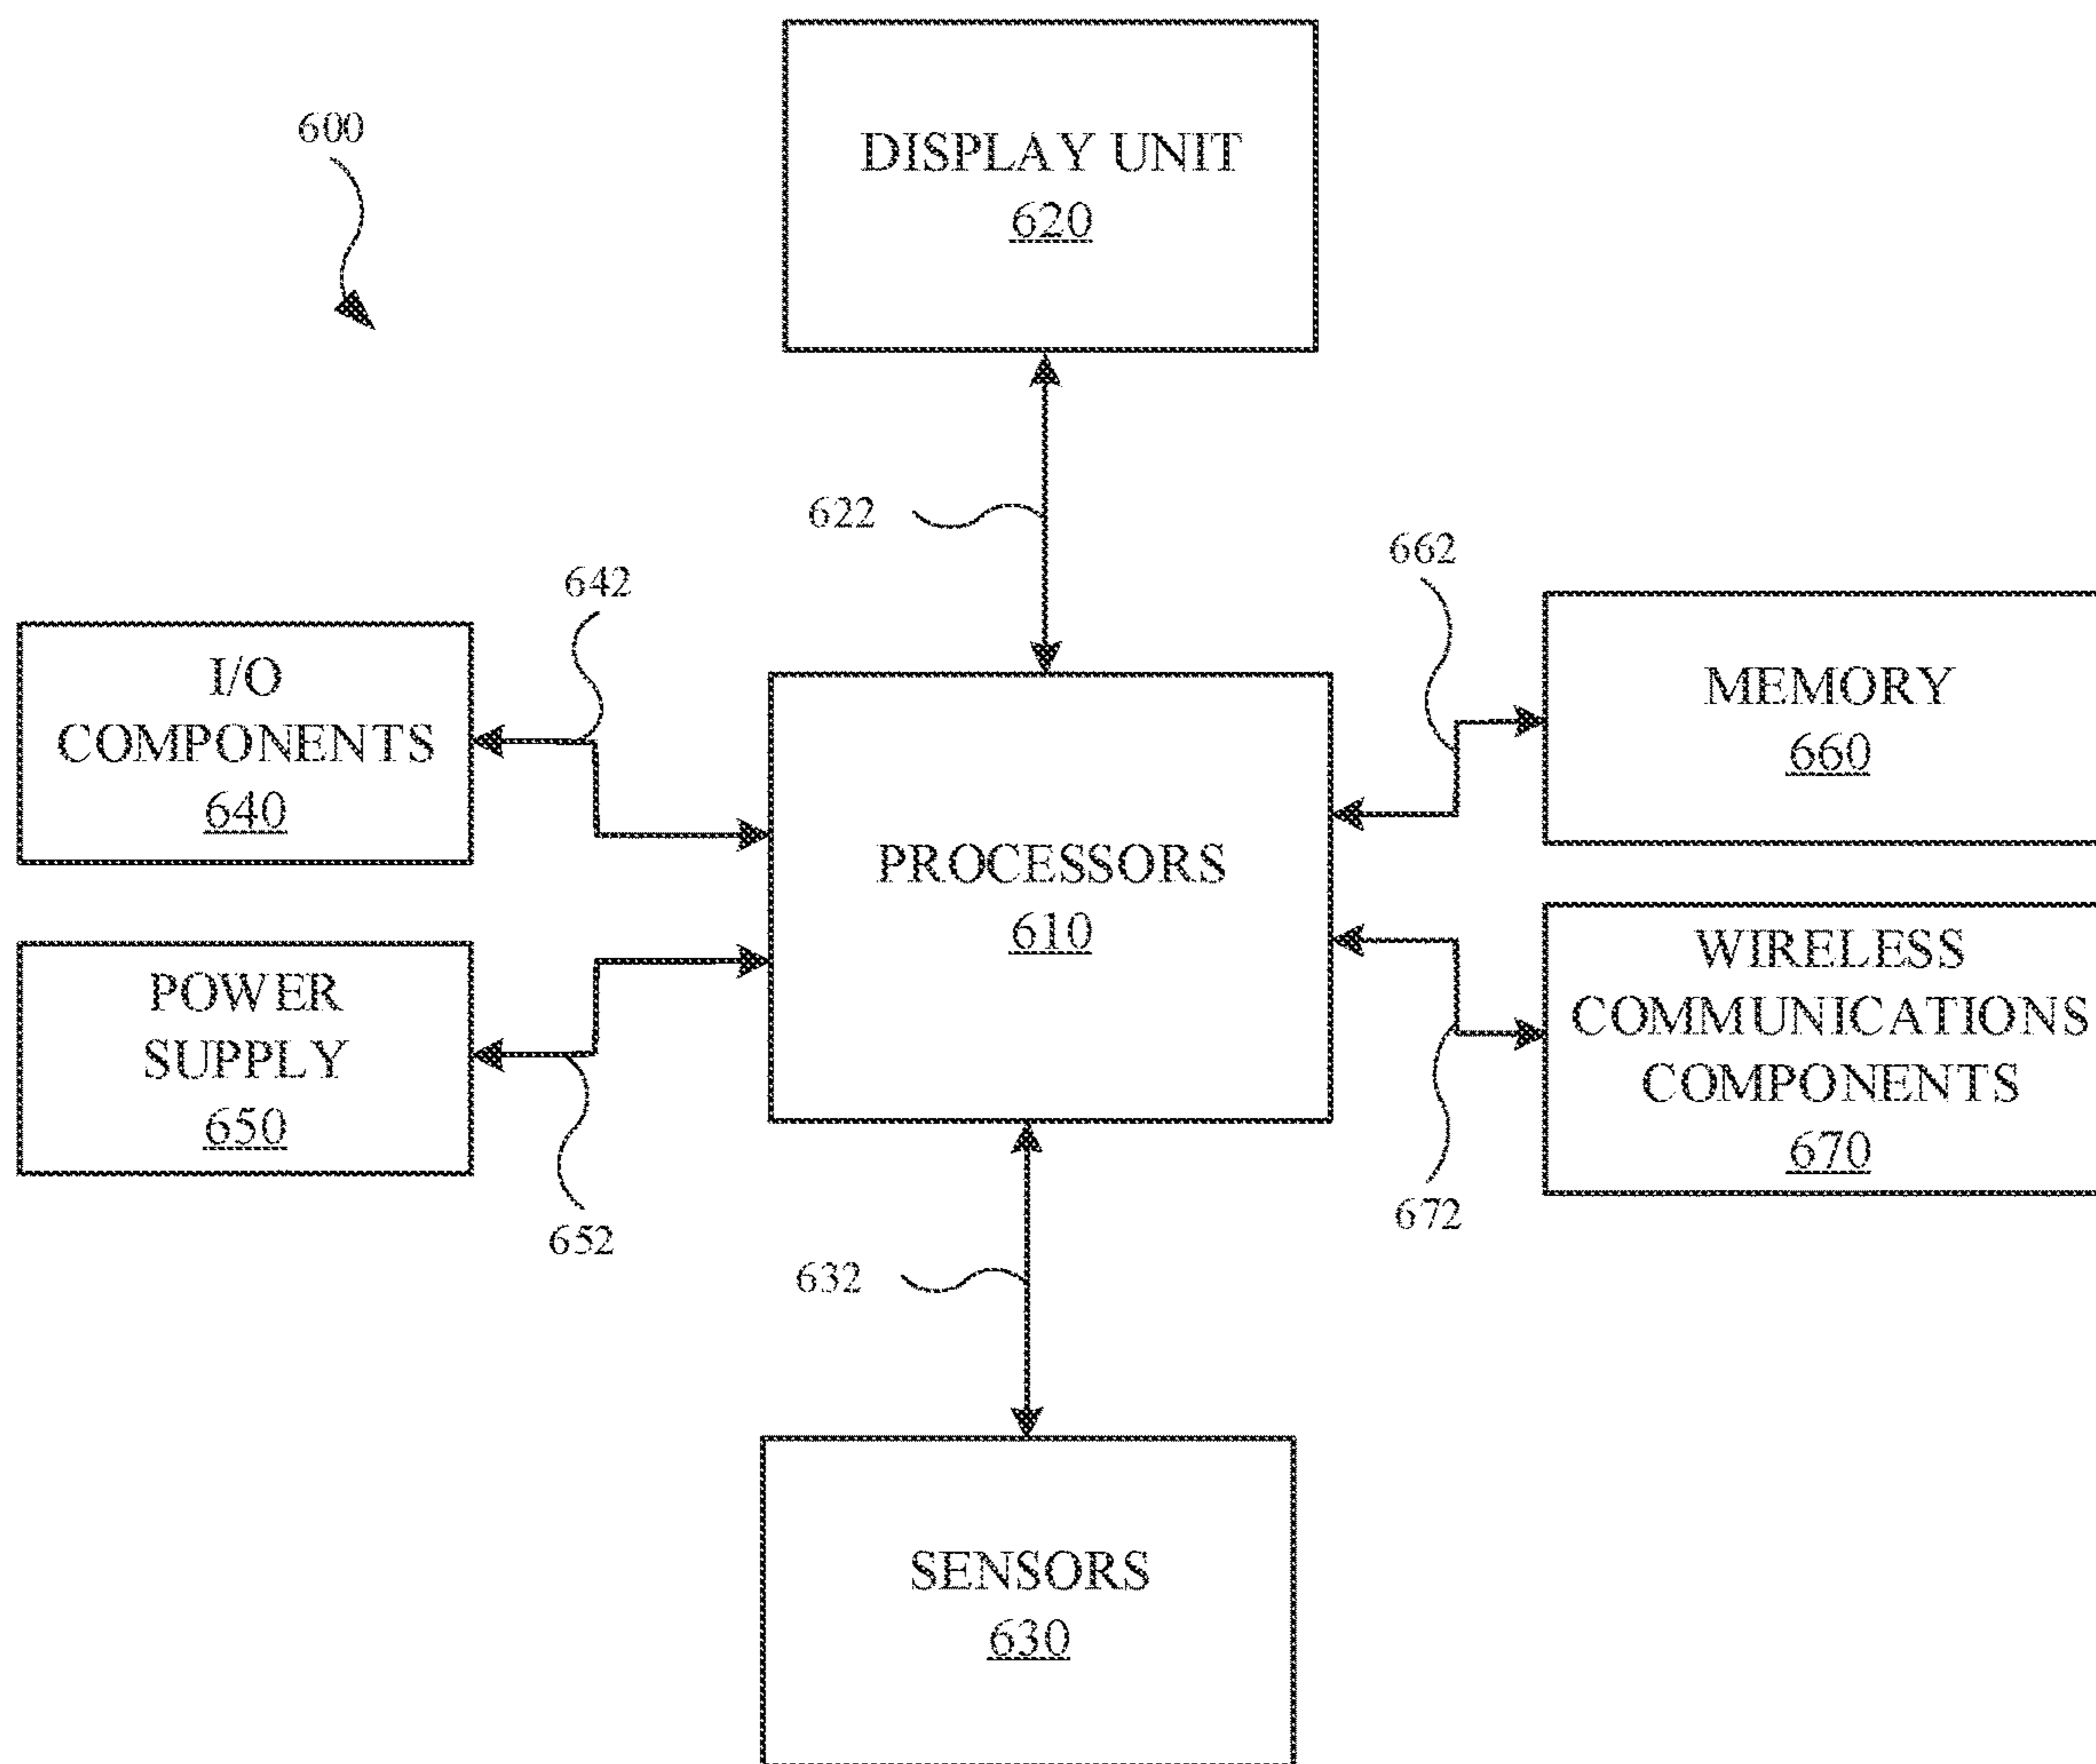 600
DISPLAY UNIT
620
622
642
662
I/O
COMPONENTS
640
MEMORY
660
PROCESSORS
610
POWER
SUPPLY
650
WIRELESS
COMMUNICATIONS
COMPONENTS
670
652
672
632
SENSORS
630